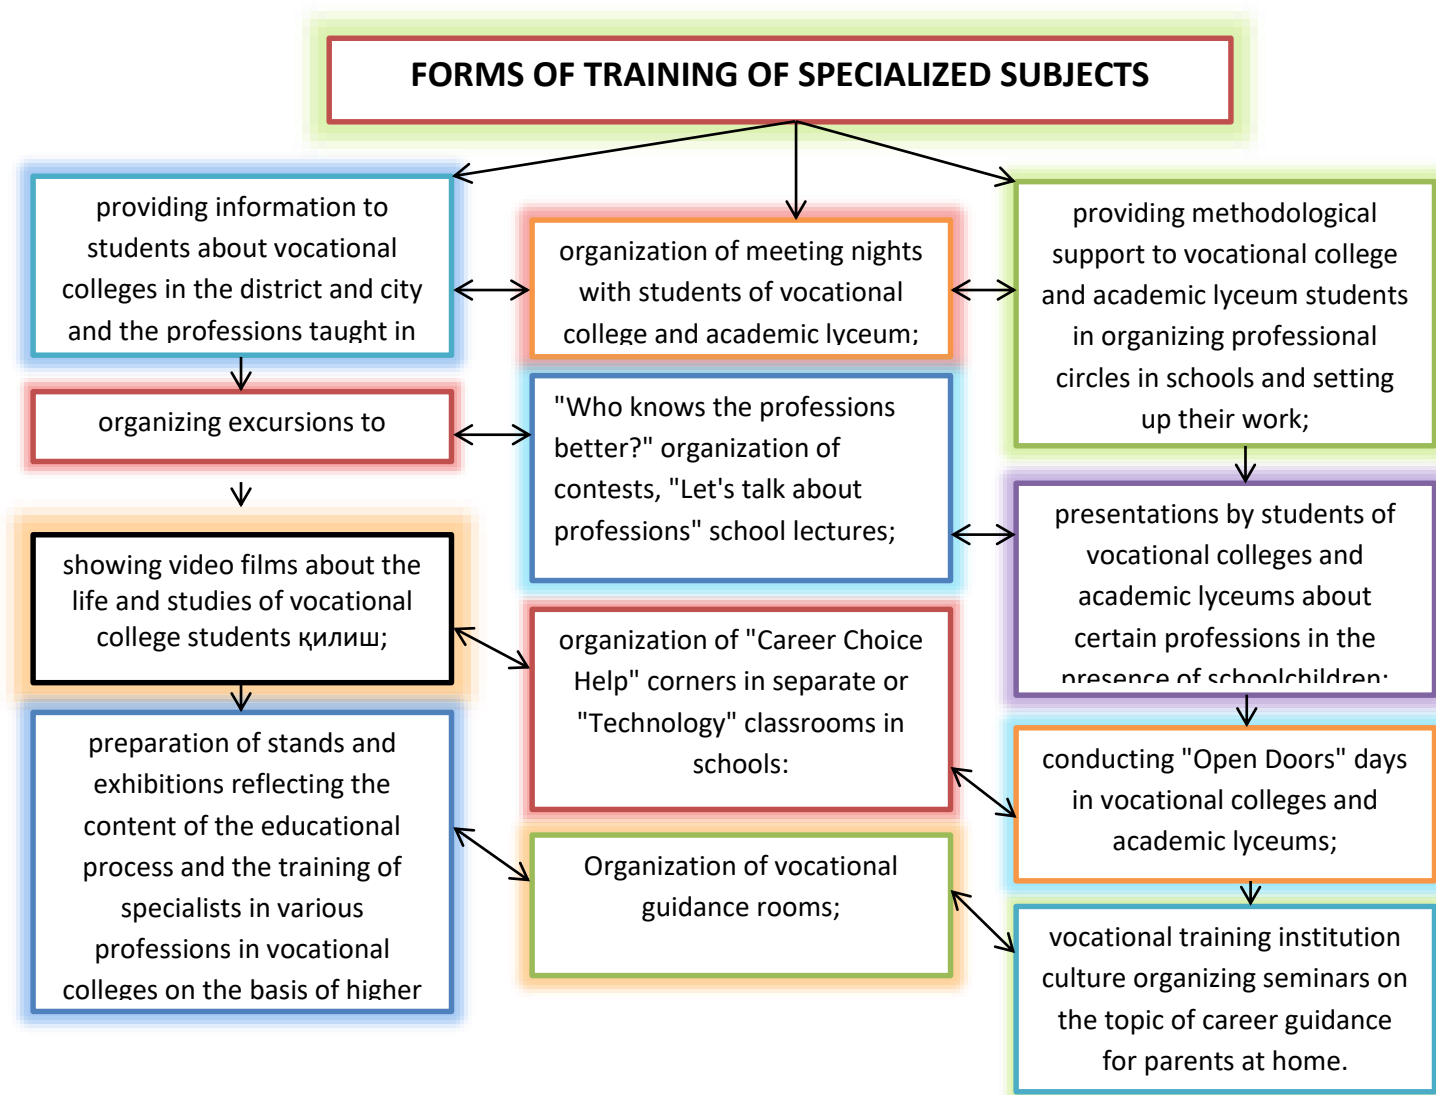 FORMS OF TRAINING OF SPECIALIZED SUBJECTS
providing information to
students about vocational
colleges in the district and city
and the professions taught in
organizing excursions to
showing video films about the
life and studies of vocational
college students қилиш;
preparation of stands and
exhibitions reflecting the
content of the educational
process and the training of
specialists in various
professions in vocational
colleges on the basis of higher
organization of meeting nights
with students of vocational
college and academic lyceum;
"Who knows the professions
better?" organization of
contests, "Let's talk about
professions" school lectures;
organization of "Career Choice
Help" corners in separate or
"Technology" classrooms in
schools:
Organization of vocational
guidance rooms;
providing methodological
support to vocational college
and academic lyceum students
in organizing professional
circles in schools and setting
up their work;
presentations by students of
vocational colleges and
academic lyceums about
certain professions in the
presence of schoolchildren;
conducting "Open Doors" days
in vocational colleges and
academic lyceums;
vocational training institution
culture organizing seminars on
the topic of career guidance
for parents at home.